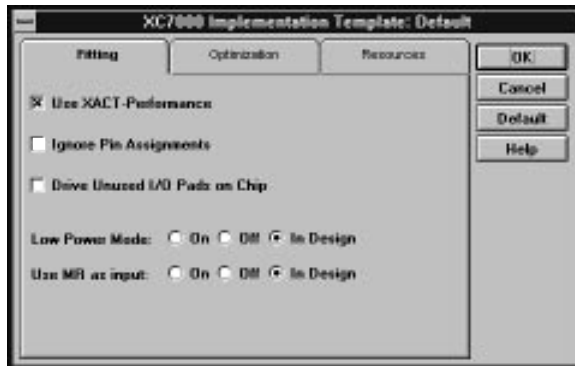 XC7000 Implementation Template: Default
Fitting
Optimization
Resources
OK
Cancel
Default
Help
Use XACT-Performance
Ignore Pin Assignments
Drive Unused I/O Pads on Chip
Low Power Mode: On Off In Design
Use MR as input: On Off In Design